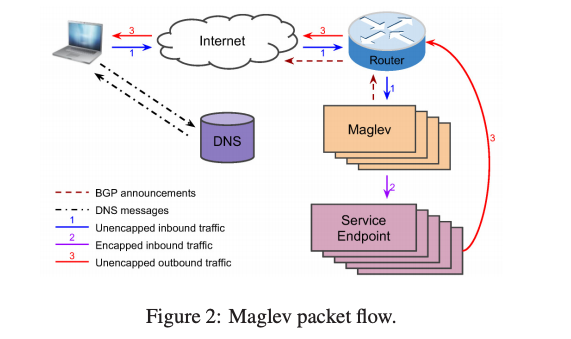 3
Internet
3
1
1
Router
1
Maglev
DNS
3
2
BGP announcements
DNS messages
1
Unencapped inbound traffic
2
Encapped inbound traffic
3
Unencapped outbound traffic
Service
Endpoint
Figure 2: Maglev packet flow.